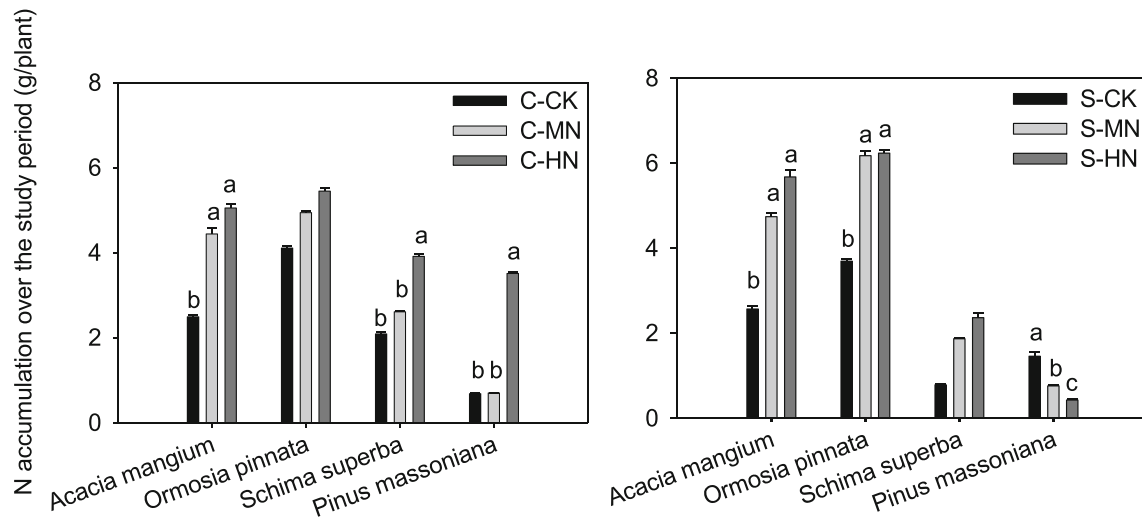 N accumulation over the study period (g/plant)
8
6
4
2
0
C-CK
C-MN
C-HN
b a a
b b a
b b a
Acacia mangium
Ormosia pinnata
Schima superba
Pinus massoniana
8
6
4
2
0
S-CK
S-MN
S-HN
b a a
b a a
a b c
Acacia mangium
Ormosia pinnata
Schima superba
Pinus massoniana